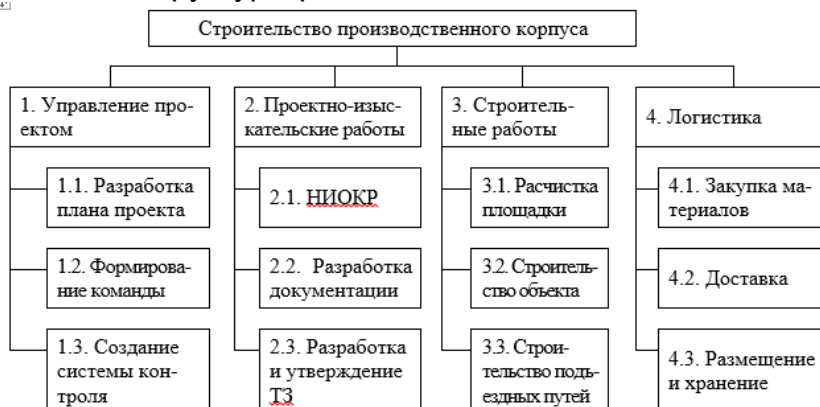 Строительство производственного корпуса
1. Управление про-
ектом
2. Проектно-изыс-
кательские работы
3. Строитель-
ные работы
4. Логистика
1.1. Разработка
плана проекта
2.1. НИОКР
3.1. Расчистка
площадки
4.1. Закупка ма-
териалов
1.2. Формирова-
ние команды
2.2. Разработка
документации
3.2. Строитель-
ство объекта
4.2. Доставка
1.3. Создание
системы кон-
троля
2.3. Разработка
и утверждение
ТЗ
3.3. Строи-
тельство подъ-
ездных путей
4.3. Размещение
и хранение